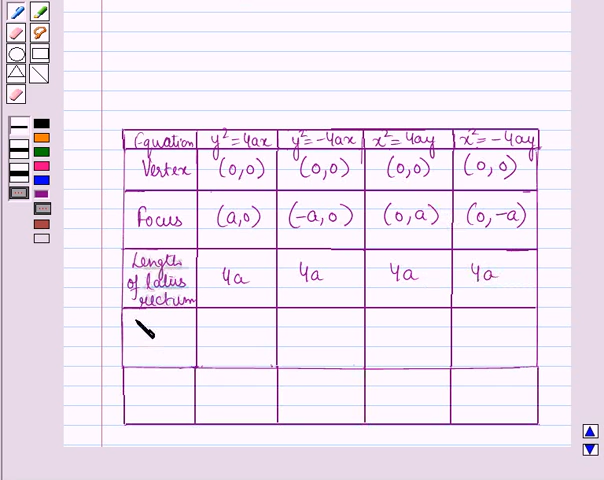 Equation y²=4ax y²=-4ax x²=4ay x²=-4ay
Vertex (0,0) (0,0) (0,0) (0,0)
Focus (a,0) (-a,0) (0,a) (0,-a)
Length
of latus 4a 4a 4a 4a
rectum